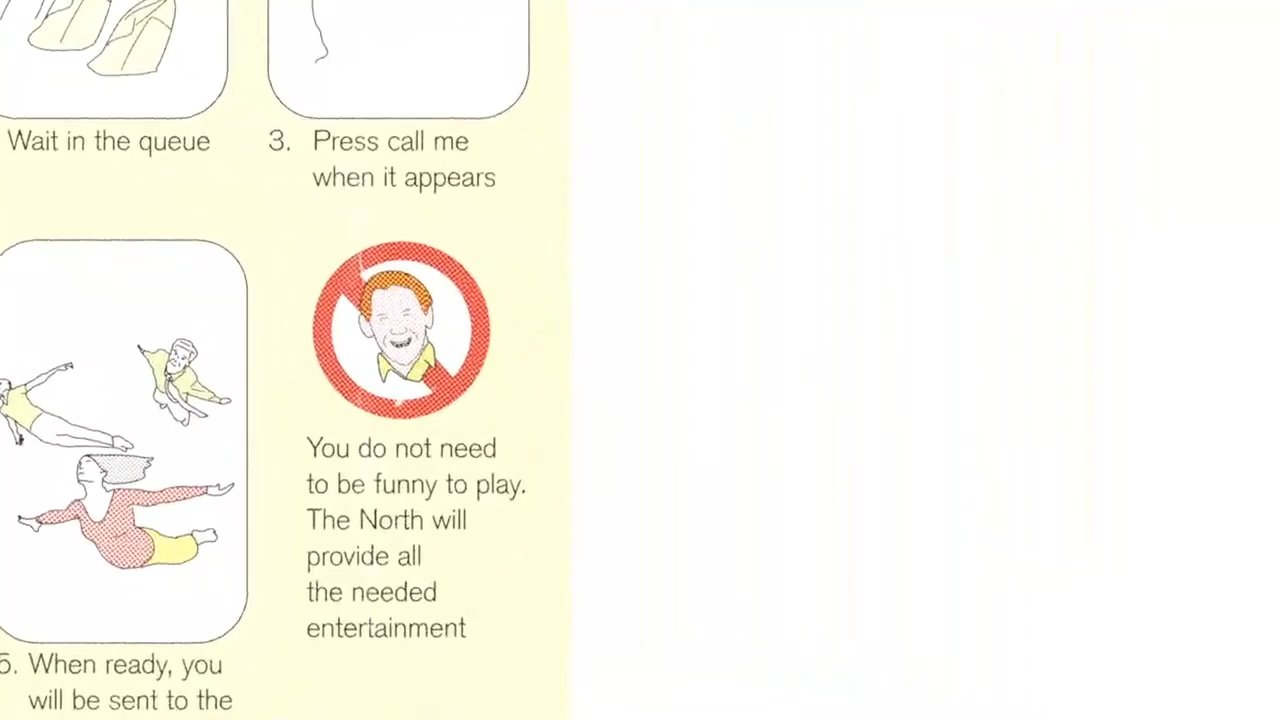 Wait in the queue
3. Press call me
when it appears
You do not need
to be funny to play.
The North will
provide all
the needed
entertainment
5. When ready, you
will be sent to the